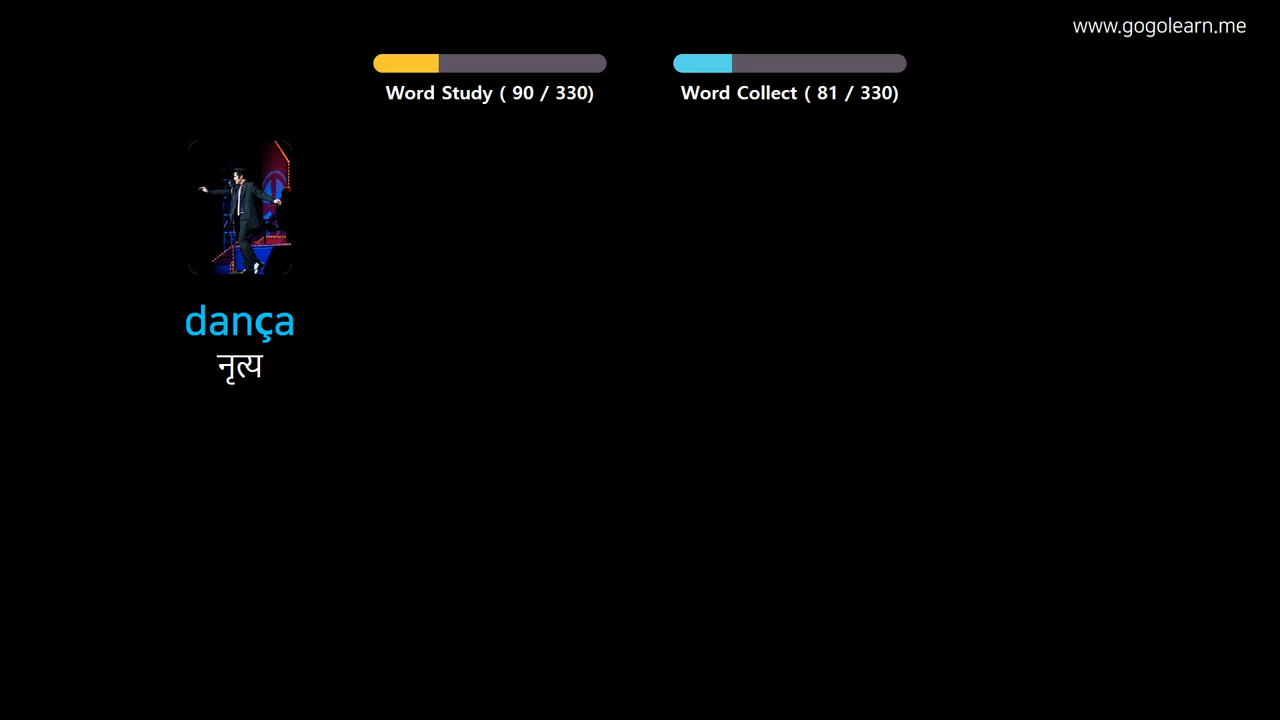 www.gogolearn.me
Word Study ( 90 / 330)
Word Collect ( 81 / 330)
dança
नृत्य